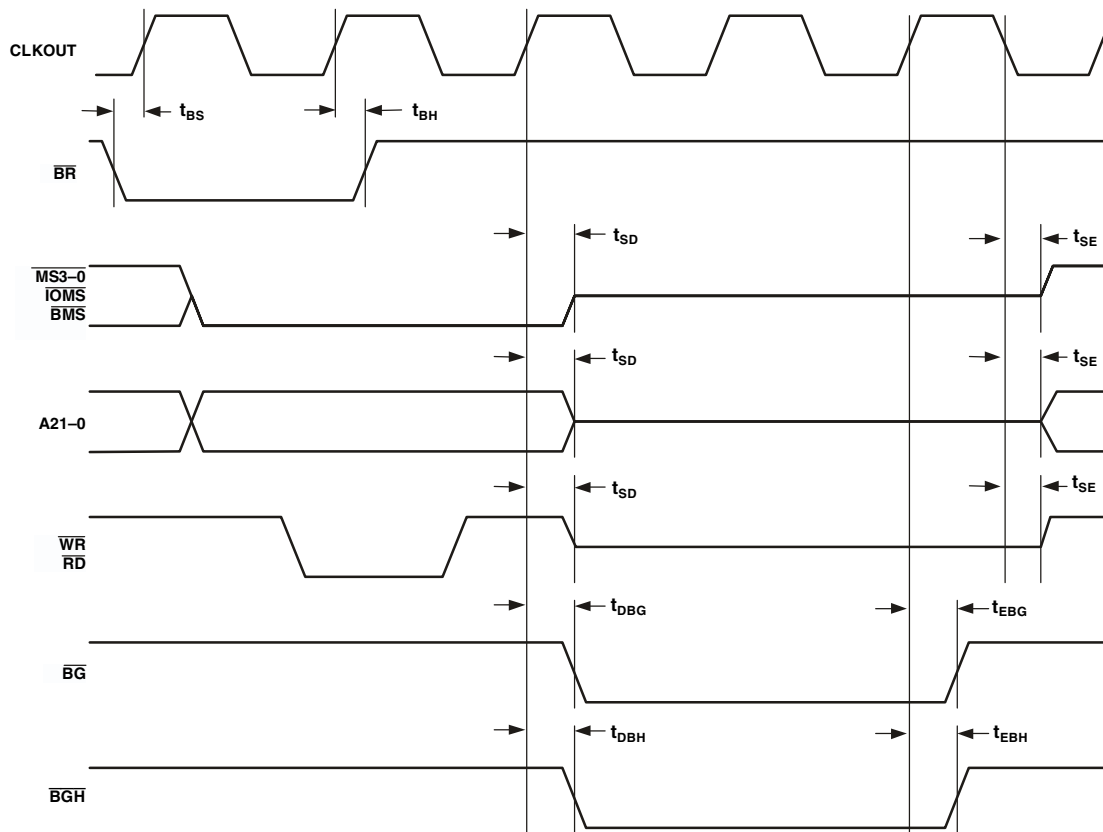 CLKOUT
tBS
tBH
BR
tSD
tSE
MS3–0
IOMS
BMS
tSD
tSE
A21–0
tSD
tSE
WR
RD
tDBG
tEBG
BG
tDBH
tEBH
BGH